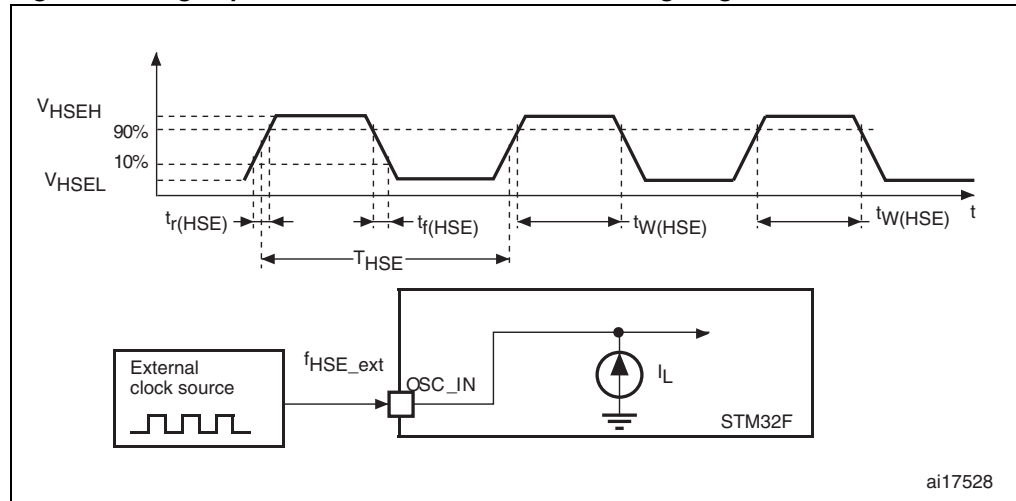 VHSEH
90%
10%
VHSEL
tr(HSE)
tf(HSE)
tW(HSE)
tW(HSE)
t
THSE
External
clock source
fHSE_ext
OSC_IN
IL
STM32F
ai17528